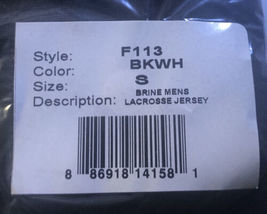 Style: F113
Color: BKWH
Size: S
Description: BRINE MENS
LACROSSE JERSEY
8 86918 14158 1